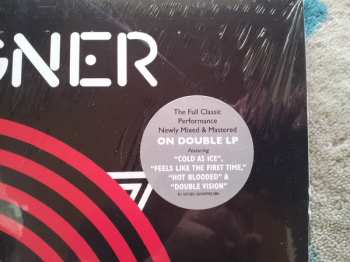 GNER
The Full Classic
Performance
Newly Mixed & Mastered
ON DOUBLE LP
Featuring
"COLD AS ICE",
"FEELS LIKE THE FIRST TIME,"
"HOT BLOODED" &
"DOUBLE VISION"